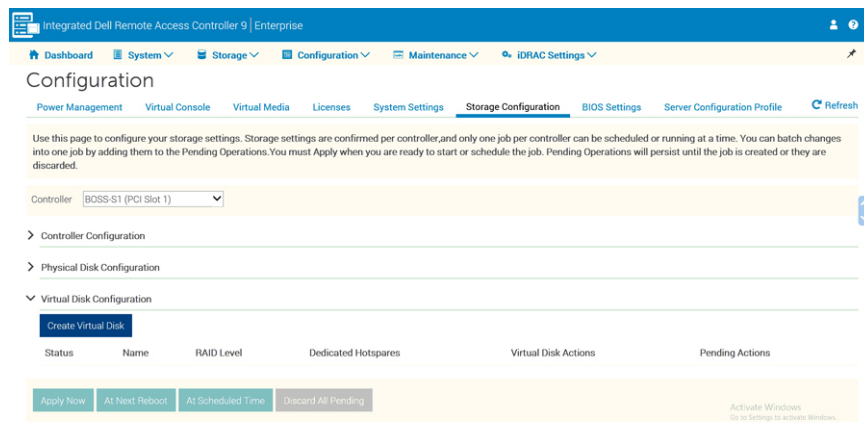 Integrated Dell Remote Access Controller 9 | Enterprise
Dashboard System Storage Configuration Maintenance iDRAC Settings
Configuration
Power Management Virtual Console Virtual Media Licenses System Settings Storage Configuration BIOS Settings Server Configuration Profile Refresh
Use this page to configure your storage settings. Storage settings are confirmed per controller,and only one job per controller can be scheduled or running at a time. You can batch changes
into one job by adding them to the Pending Operations.You must Apply when you are ready to start or schedule the job. Pending Operations will persist until the job is created or they are
discarded.
Controller BOSS-S1 (PCI Slot 1)
Controller Configuration
Physical Disk Configuration
Virtual Disk Configuration
Create Virtual Disk
Status Name RAID Level Dedicated Hotspares Virtual Disk Actions Pending Actions
Apply Now At Next Reboot At Scheduled Time Discard All Pending
Activate Windows
Go to Settings to activate Windows.